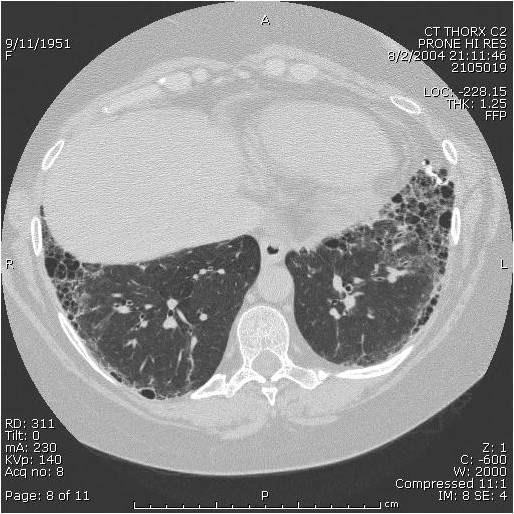 A
9/11/1951
F
CT THORX C2
PRONE HI RES
8/2/2004 21:11:46
2105019
LOC: -228.15
THK: 1.25
FFP
R
L
RD: 311
Tilt: 0
mA: 230
KVp: 140
Acq no: 8
Page: 8 of 11
P
cm
Z: 1
C: -600
W: 2000
Compressed 11:1
IM: 8 SE: 4